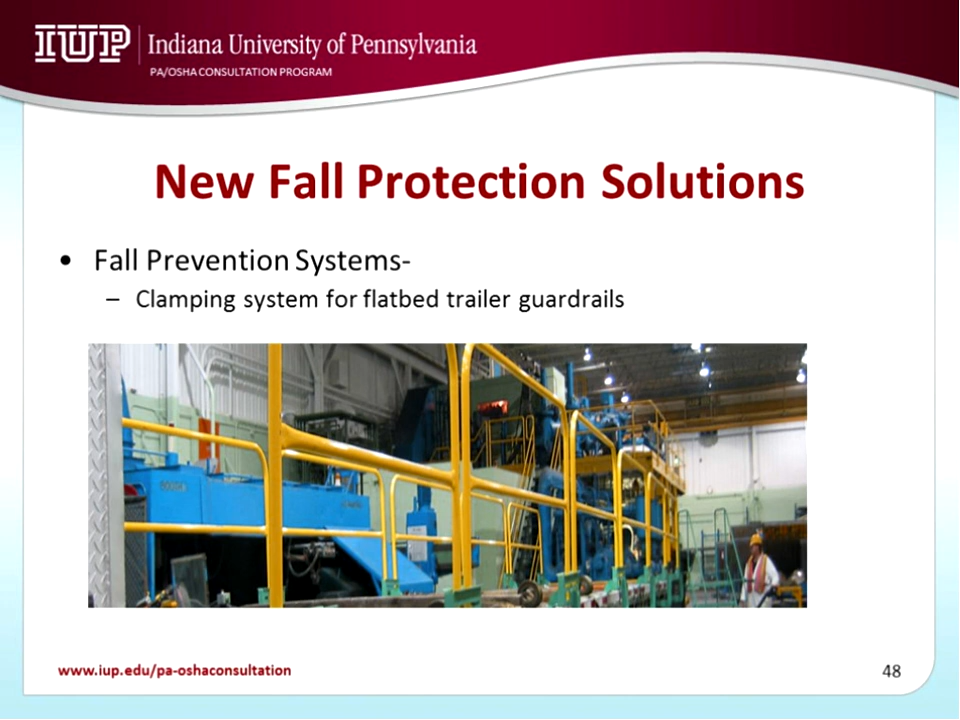 IUP Indiana University of Pennsylvania
PA/OSHA CONSULTATION PROGRAM
New Fall Protection Solutions
• Fall Prevention Systems-
– Clamping system for flatbed trailer guardrails
www.iup.edu/pa-oshaconsultation
48